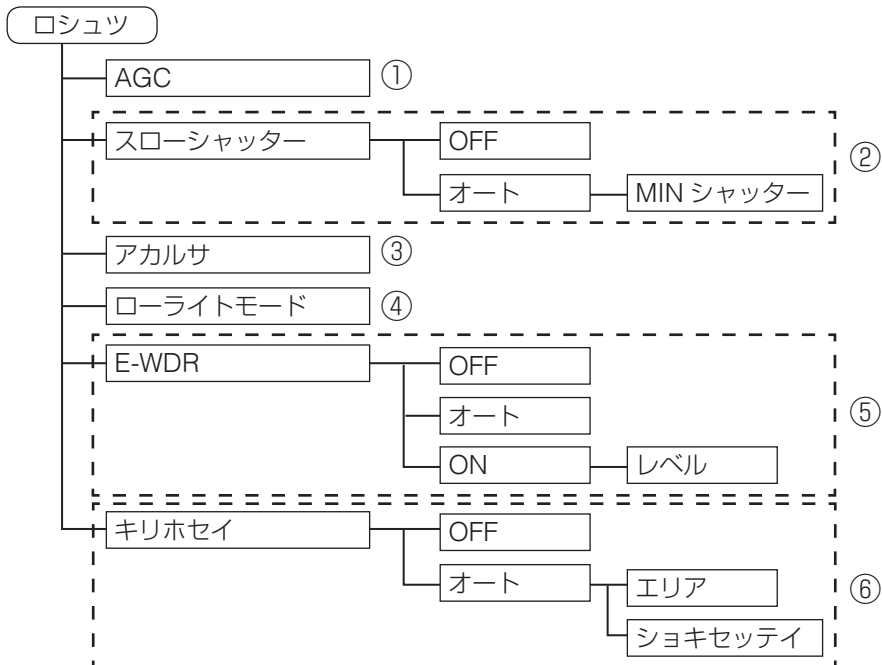 ロシュツ
AGC ①
スローシャッター OFF
②
オート MIN シャッター
アカルサ ③
ローライトモード ④
E-WDR OFF
オート ⑤
ON レベル
キリホセイ OFF
オート エリア ⑥
ショキセッテイ